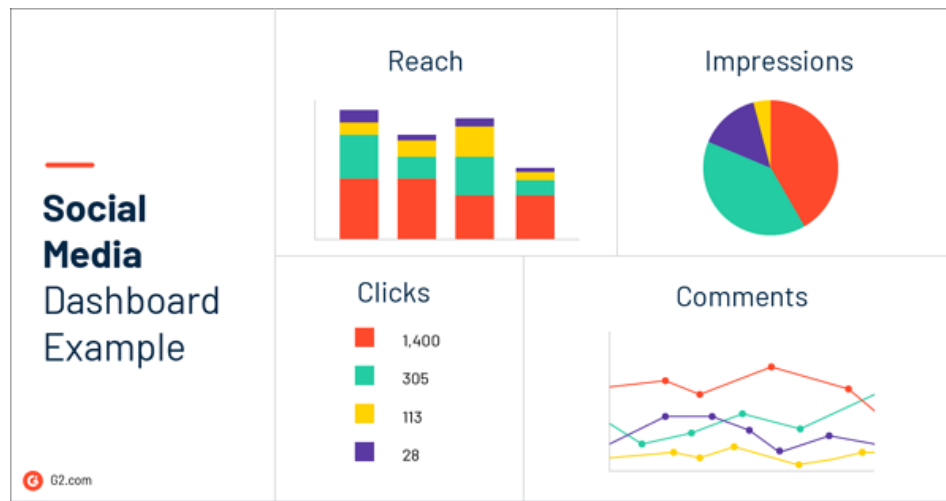 Social
Media
Dashboard
Example
G2.com
Reach
Impressions
Clicks
1,400
305
113
28
Comments